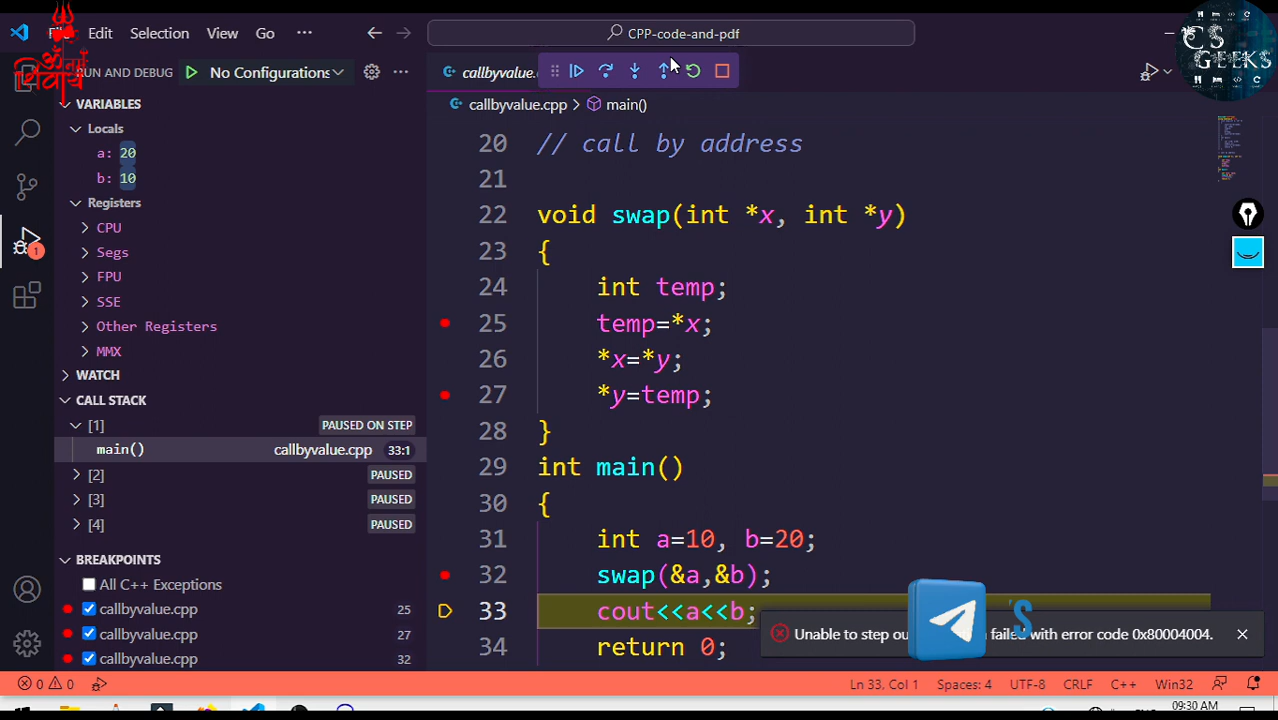 File Edit Selection View Go ···
CPP-code-and-pdf
CS
GEEKS
ॐ नमः
शिवाय
RUN AND DEBUG No Configurations
callbyvalue.
callbyvalue.cpp > main()
VARIABLES
Locals
a: 20
b: 10
Registers
CPU
Segs
FPU
SSE
Other Registers
MMX
WATCH
CALL STACK
[1] PAUSED ON STEP
main() callbyvalue.cpp 33:1
[2] PAUSED
[3] PAUSED
[4] PAUSED
BREAKPOINTS
All C++ Exceptions
callbyvalue.cpp 25
callbyvalue.cpp 27
callbyvalue.cpp 32
1
20 // call by address
21
22 void swap(int *x, int *y)
23 {
24 int temp;
25 temp=*x;
26 *x=*y;
27 *y=temp;
28 }
29 int main()
30 {
31 int a=10, b=20;
32 swap(&a,&b);
33 cout<<a<<b;
34 return 0;
Unable to step ou failed with error code 0x80004004.
'S
0 0
Ln 33, Col 1 Spaces: 4 UTF-8 CRLF C++ Win32
09:30 AM